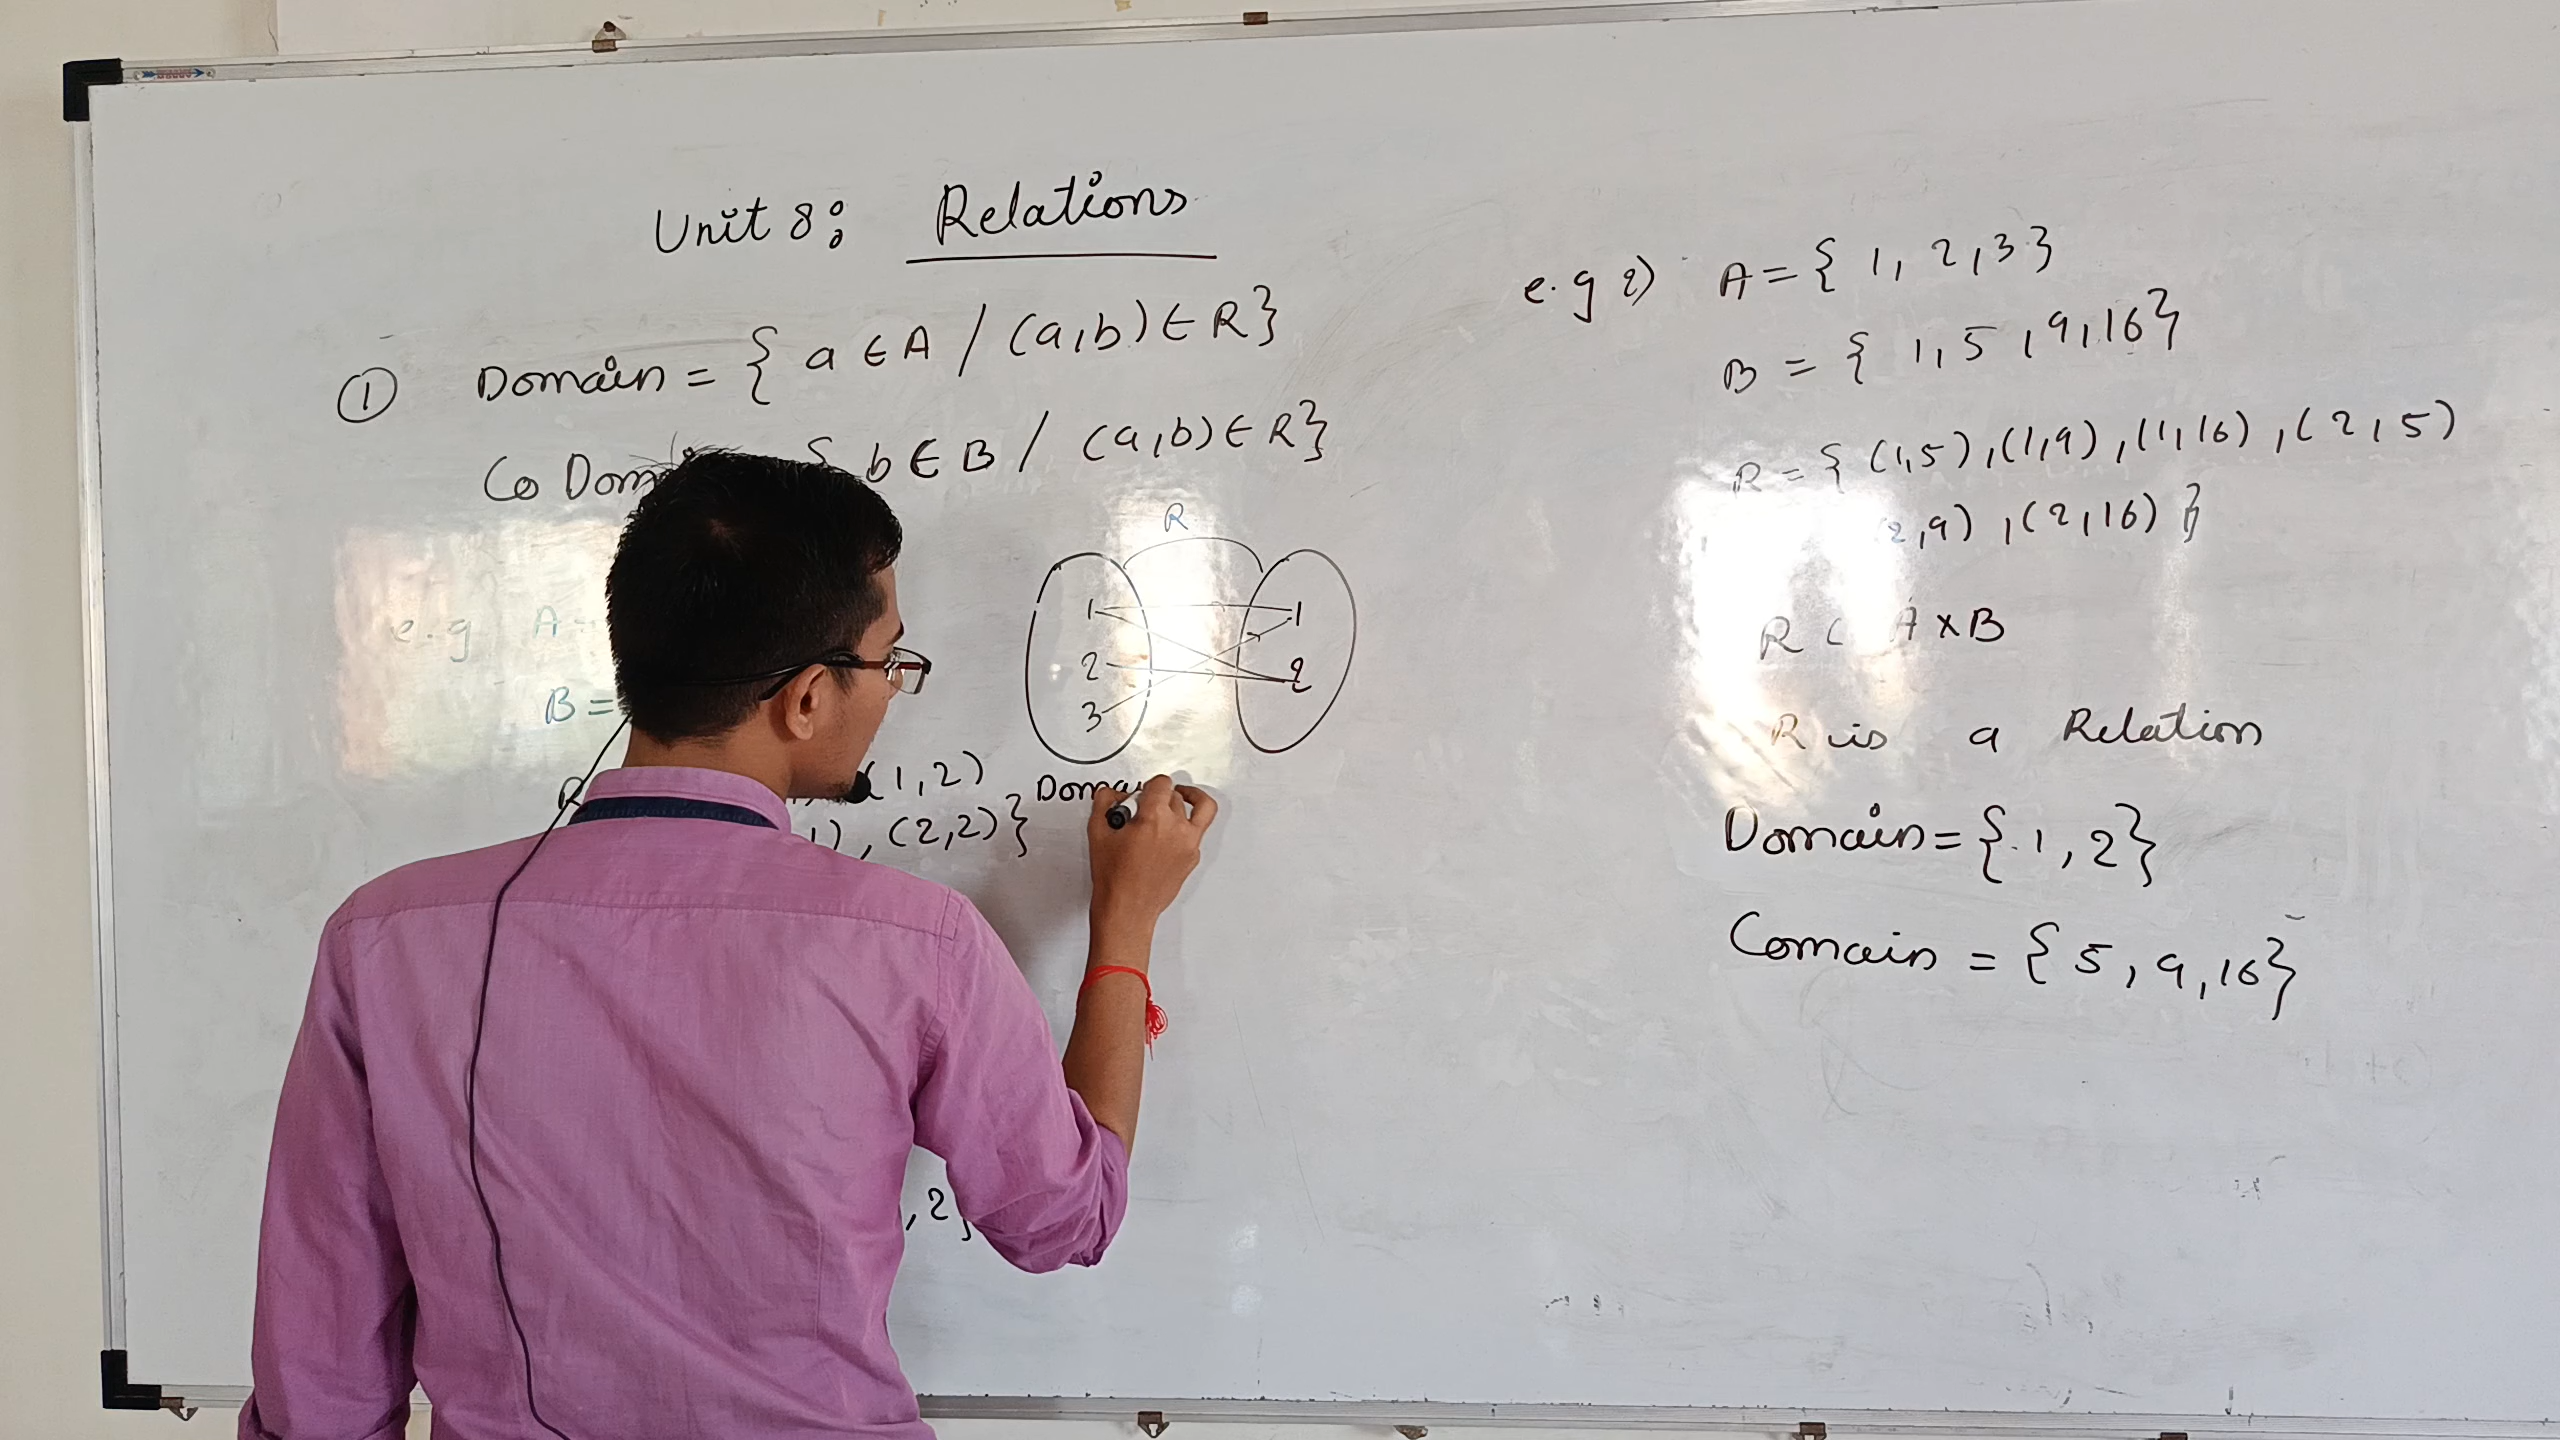 Unit 8: Relations
① Domain = { a ∈ A / (a,b) ∈ R }
Co Dom { b ∈ B / (a,b) ∈ R }
e.g A =
B =
R (1,2)
1), (2,2) }
,2}
R
1 1
2 2
3
Doma
e.g 2) A = { 1, 2, 3 }
B = { 1, 5, 9, 16 }
R = { (1,5), (1,9), (1,16), (2,5)
2,9), (2,16) }
R ⊂ A × B
R is a Relation
Domain = { 1, 2 }
Comain = { 5, 9, 16 }